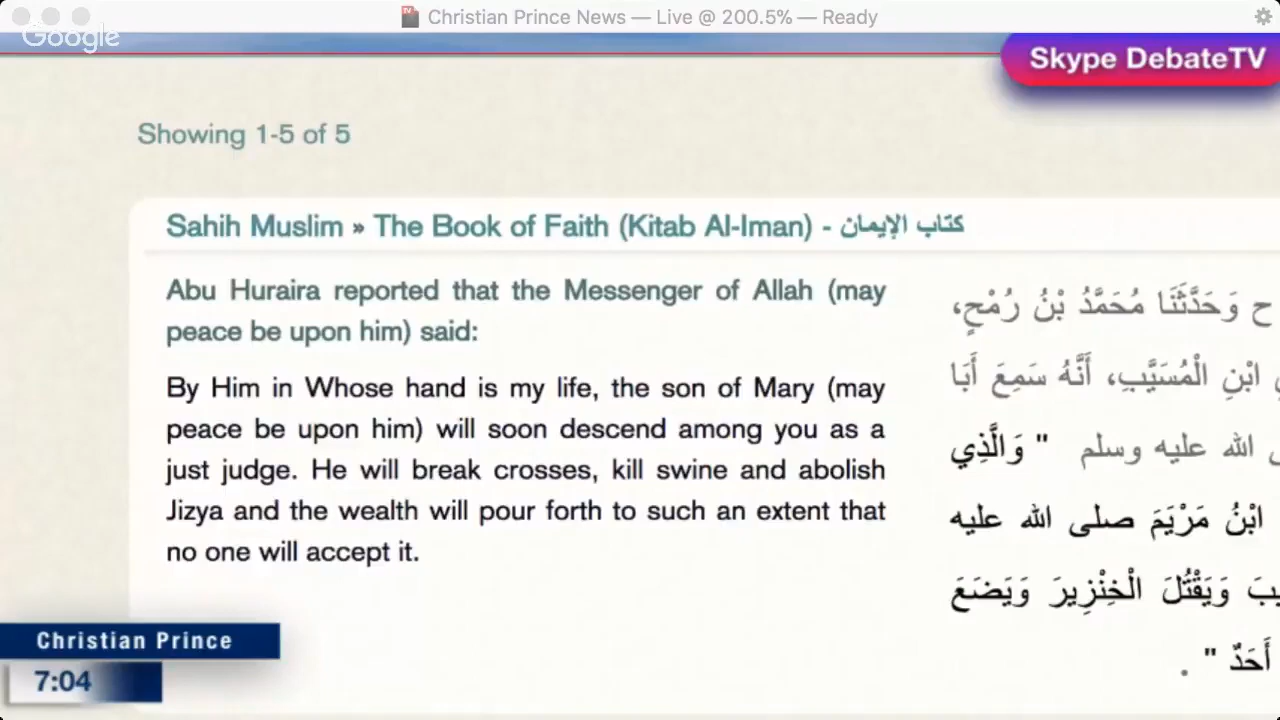 Christian Prince News — Live @ 200.5% — Ready
Google
Skype DebateTV
Showing 1-5 of 5
Sahih Muslim » The Book of Faith (Kitab Al-Iman) - كتاب الإيمان
Abu Huraira reported that the Messenger of Allah (may
peace be upon him) said:
By Him in Whose hand is my life, the son of Mary (may
peace be upon him) will soon descend among you as a
just judge. He will break crosses, kill swine and abolish
Jizya and the wealth will pour forth to such an extent that
no one will accept it.
ح وَحَدَّثَنَا مُحَمَّدُ بْنُ رُمْحٍ،
ابْنِ الْمُسَيَّبِ، أَنَّهُ سَمِعَ أَبَا
الله عليه وسلم " وَالَّذِي
ابْنُ مَرْيَمَ صلى الله عليه
وَيَقْتُلَ الْخِنْزِيرَ وَيَضَعَ
أَحَدٌ " .
Christian Prince
7:04